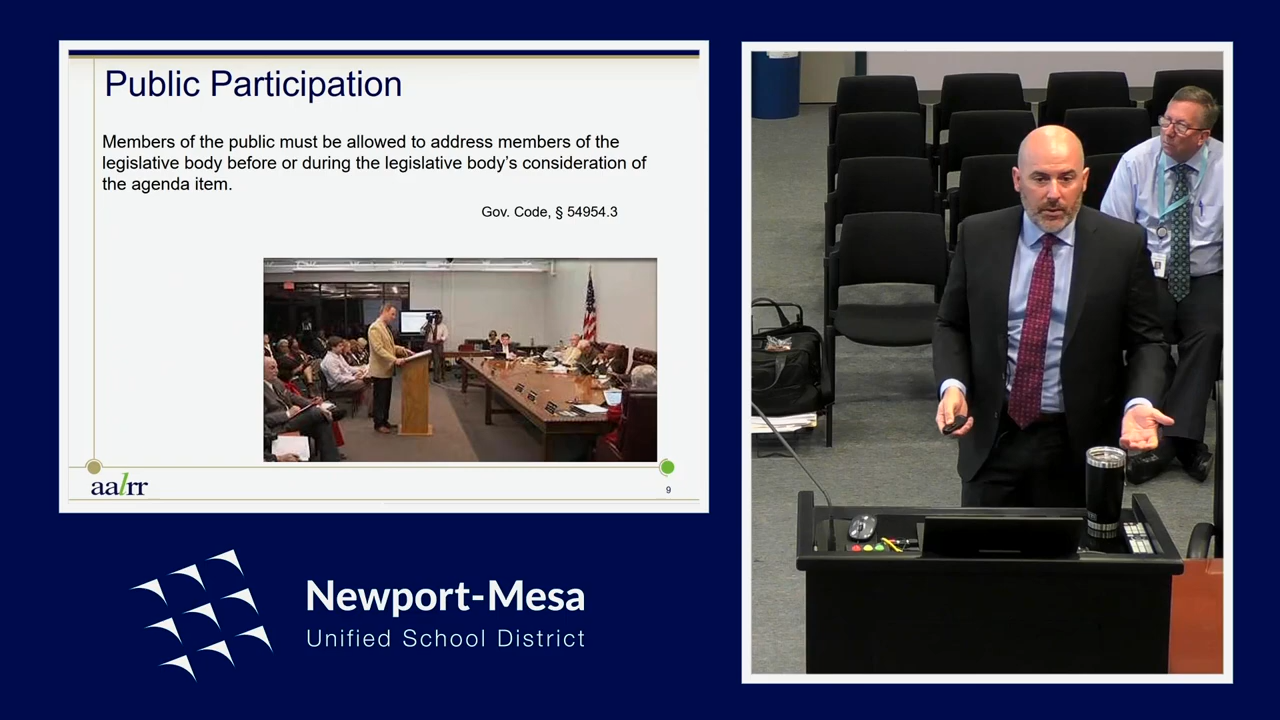 Public Participation
Members of the public must be allowed to address members of the
legislative body before or during the legislative body's consideration of
the agenda item.
Gov. Code, § 54954.3
aalrr
9
Newport-Mesa
Unified School District